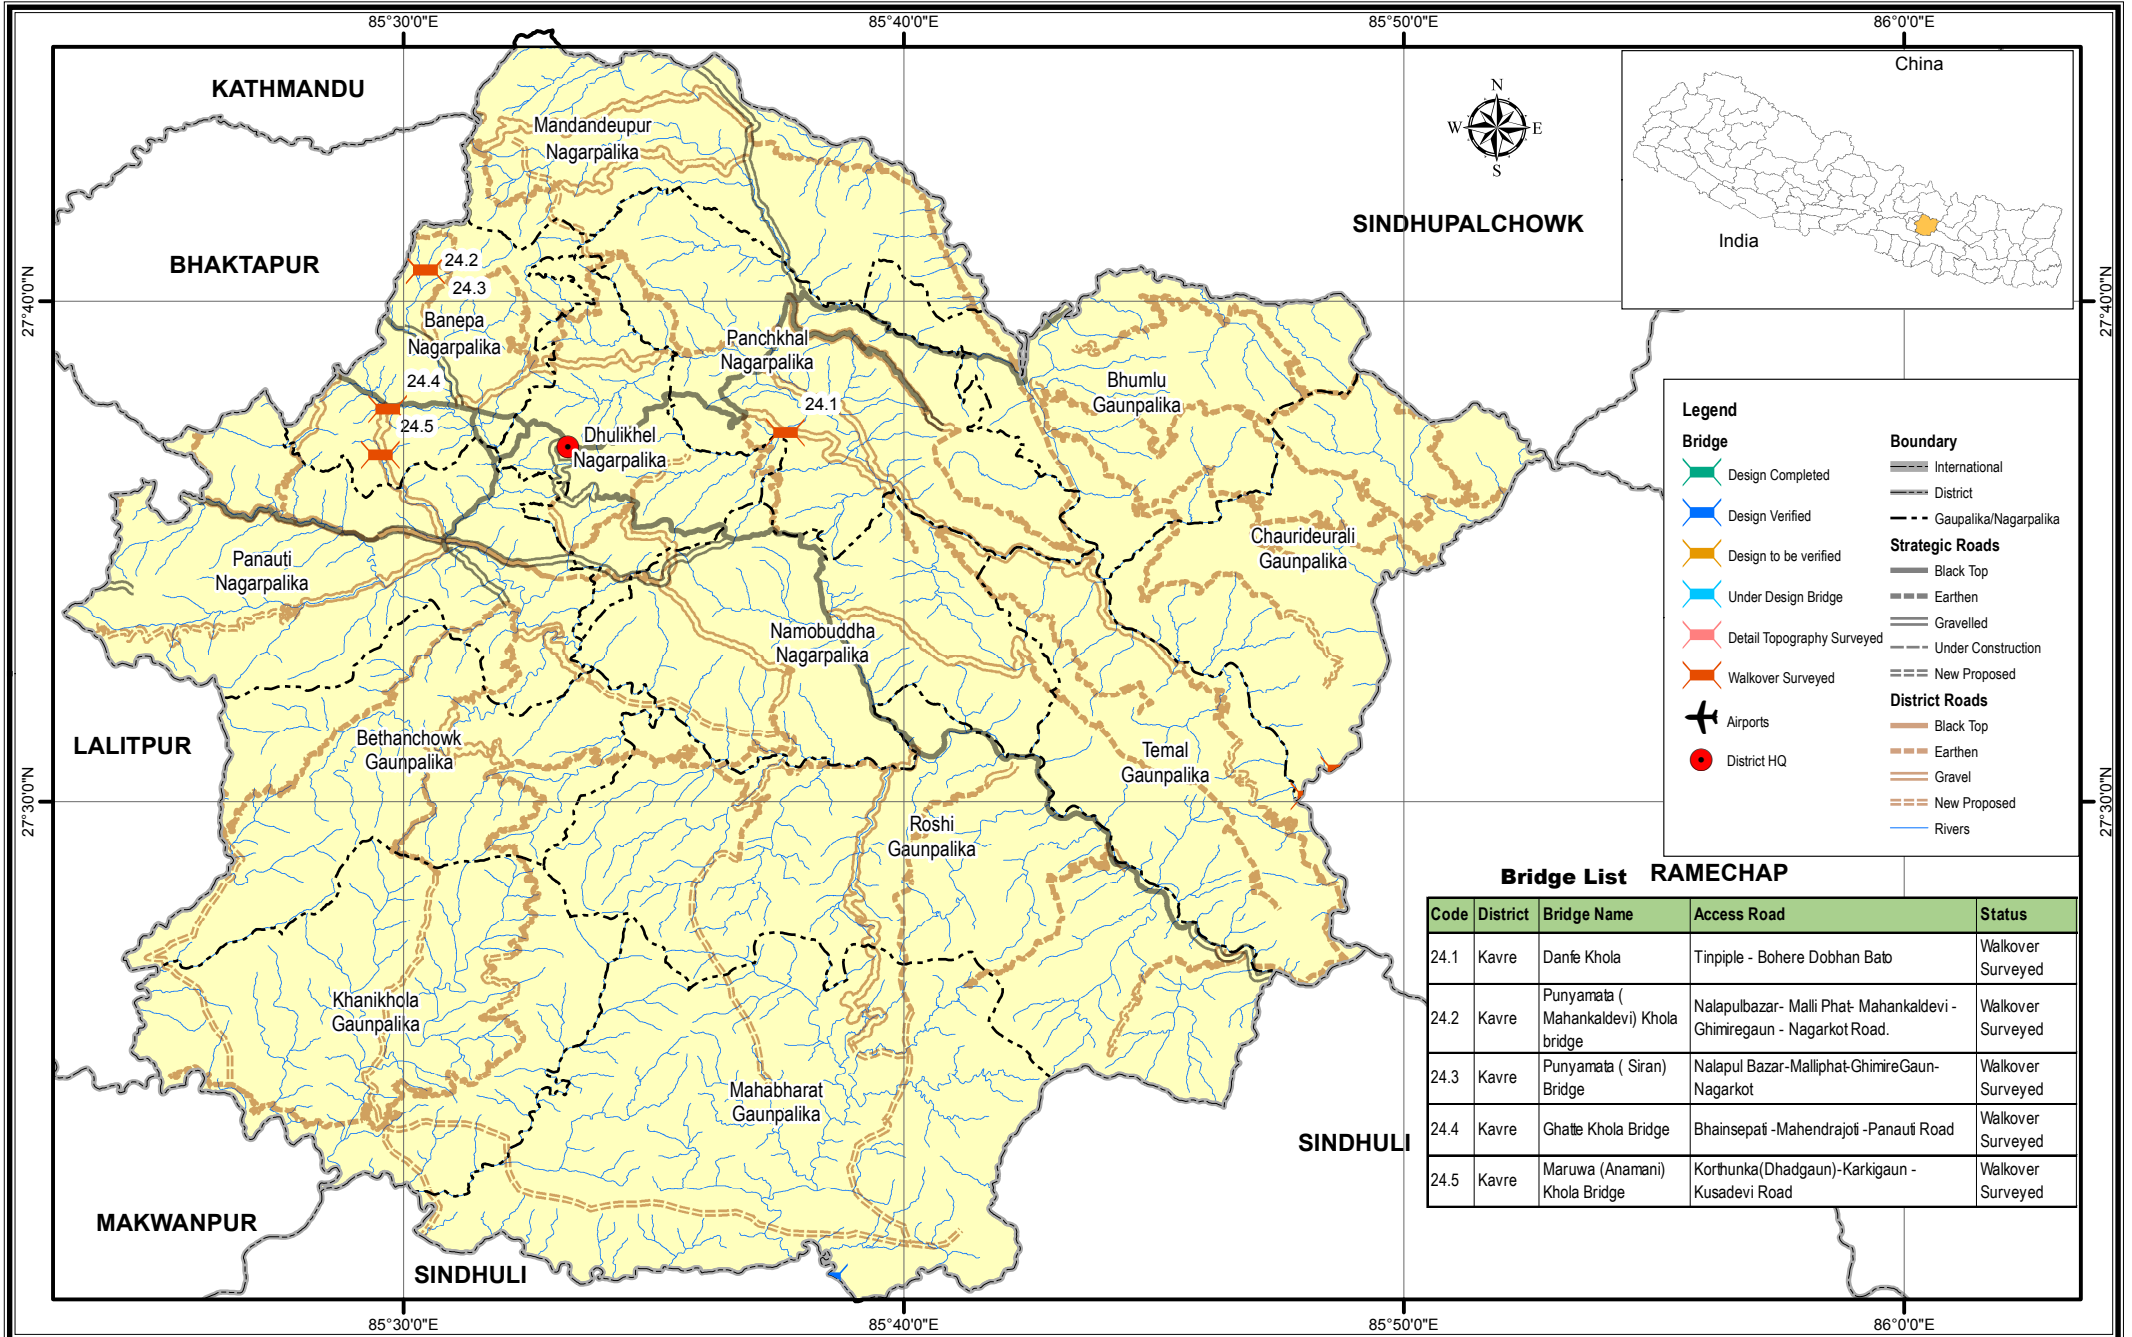 85°30'0"E
85°40'0"E
85°50'0"E
86°0'0"E
KATHMANDU
China
Mandandeupur
Nagarpalika
N
W
E
S
SINDHUPALCHOWK
India
BHAKTAPUR
24.2
24.3
27°40'0"N
27°40'0"N
Banepa
Nagarpalika
Panchkhal
Nagarpalika
24.4
Bhumlu
Gaunpalika
24.1
24.5
Dhulikhel
Nagarpalika
Legend
Bridge
Design Completed
Design Verified
Design to be verified
Under Design Bridge
Detail Topography Surveyed
Walkover Surveyed
Airports
District HQ
Boundary
International
District
Gaupalika/Nagarpalika
Strategic Roads
Black Top
Earthen
Gravelled
Under Construction
New Proposed
District Roads
Black Top
Earthen
Gravel
New Proposed
Rivers
Chaurideurali
Gaunpalika
Panauti
Nagarpalika
Namobuddha
Nagarpalika
LALITPUR
Bethanchowk
Gaunpalika
Temal
Gaunpalika
27°30'0"N
27°30'0"N
Roshi
Gaunpalika
RAMECHAP
Bridge List
Code District Bridge Name Access Road Status
24.1 Kavre Danfe Khola Tinpiple - Bohere Dobhan Bato Walkover
Surveyed
24.2 Kavre Punyamata (
Mahankaldevi) Khola
bridge
Nalapulbazar- Malli Phat- Mahankaldevi -
Ghimiregaun - Nagarkot Road.
Walkover
Surveyed
24.3 Kavre Punyamata ( Siran)
Bridge
Nalapul Bazar-Malliphat-GhimireGaun-
Nagarkot
Walkover
Surveyed
24.4 Kavre Ghatte Khola Bridge Bhainsepati -Mahendrajoti -Panauti Road Walkover
Surveyed
24.5 Kavre Maruwa (Anamani)
Khola Bridge
Korthunka(Dhadgaun)-Karkigaun -
Kusadevi Road
Walkover
Surveyed
Khanikhola
Gaunpalika
Mahabharat
Gaunpalika
SINDHULI
MAKWANPUR
SINDHULI
85°30'0"E
85°40'0"E
85°50'0"E
86°0'0"E